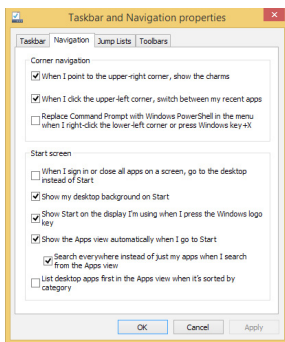 Taskbar and Navigation properties
Taskbar Navigation Jump Lists Toolbars
Corner navigation
When I point to the upper-right corner, show the charms
When I click the upper-left corner, switch between my recent apps
Replace Command Prompt with Windows PowerShell in the menu
when I right-click the lower-left corner or press Windows key+X
Start screen
When I sign in or close all apps on a screen, go to the desktop
instead of Start
Show my desktop background on Start
Show Start on the display I'm using when I press the Windows logo
key
Show the Apps view automatically when I go to Start
Search everywhere instead of just my apps when I search
from the Apps view
List desktop apps first in the Apps view when it's sorted by
category
OK Cancel Apply